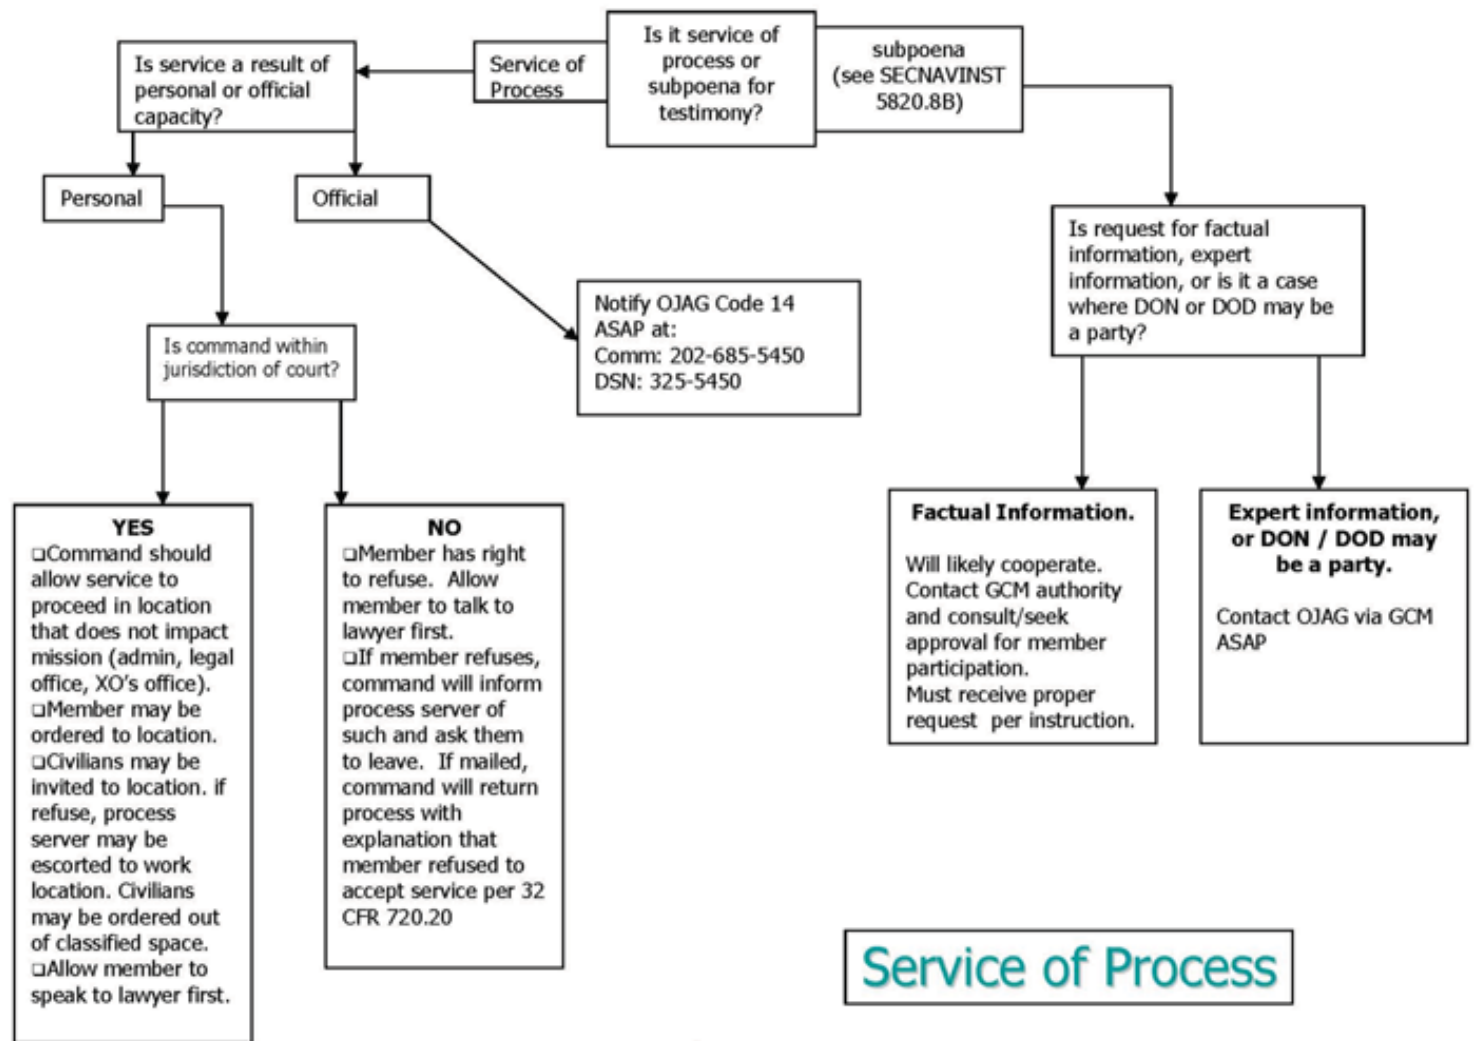 Is it service of
process or
subpoena for
testimony?
Service of
Process
subpoena
(see SECNAVINST
5820.8B)
Is service a result of
personal or official
capacity?
Personal
Official
Is request for factual
information, expert
information, or is it a case
where DON or DOD may be
a party?
Notify OJAG Code 14
ASAP at:
Comm: 202-685-5450
DSN: 325-5450
Is command within
jurisdiction of court?
YES
❑Command should
allow service to
proceed in location
that does not impact
mission (admin, legal
office, XO's office).
❑Member may be
ordered to location.
❑Civilians may be
invited to location. if
refuse, process
server may be
escorted to work
location. Civilians
may be ordered out
of classified space.
❑Allow member to
speak to lawyer first.
NO
❑Member has right
to refuse.  Allow
member to talk to
lawyer first.
❑If member refuses,
command will inform
process server of
such and ask them
to leave.  If mailed,
command will return
process with
explanation that
member refused to
accept service per 32
CFR 720.20
Factual Information.
Will likely cooperate.
Contact GCM authority
and consult/seek
approval for member
participation.
Must receive proper
request  per instruction.
Expert information,
or DON / DOD may
be a party.
Contact OJAG via GCM
ASAP
Service of Process